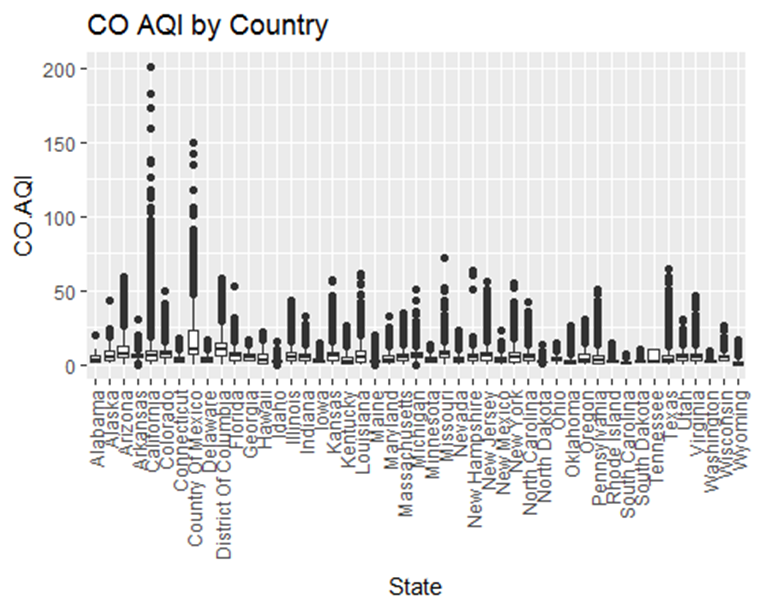 CO AQI by Country
CO AQI
200
150
100
50
0
Alabama
Alaska
Arizona
Arkansas
California
Colorado
Connecticut
Country Of Mexico
Delaware
District Of Columbia
Florida
Georgia
Hawaii
Idaho
Illinois
Indiana
Iowa
Kansas
Kentucky
Louisiana
Maine
Maryland
Massachusetts
Michigan
Minnesota
Missouri
Nevada
New Hampshire
New Jersey
New Mexico
New York
North Carolina
North Dakota
Ohio
Oklahoma
Oregon
Pennsylvania
Rhode Island
South Carolina
South Dakota
Tennessee
Texas
Utah
Virginia
Washington
Wisconsin
Wyoming
State